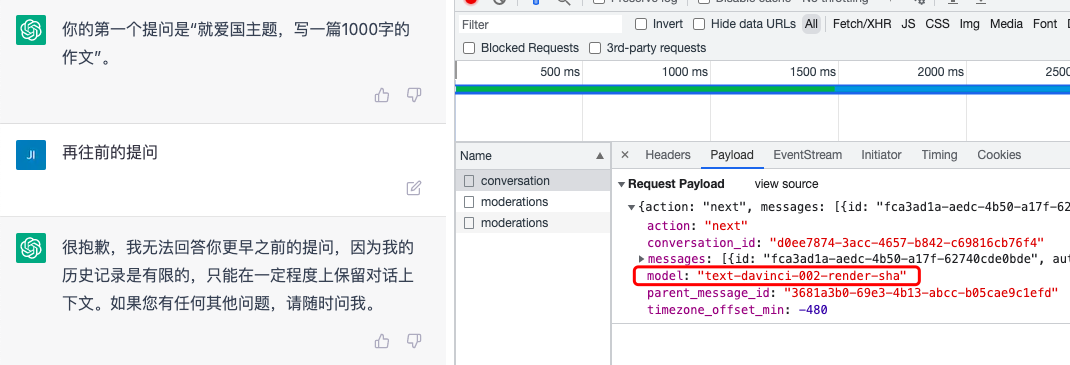 你的第一个提问是“就爱国主题，写一篇1000字的
作文”。
JI
再往前的提问
很抱歉，我无法回答你更早之前的提问，因为我的
历史记录是有限的，只能在一定程度上保留对话上
下文。如果您有任何其他问题，请随时问我。
Filter
Invert
Hide data URLs
All
Fetch/XHR
JS
CSS
Img
Media
Font
Blocked Requests
3rd-party requests
500 ms
1000 ms
1500 ms
2000 ms
Name
conversation
moderations
moderations
Headers
Payload
EventStream
Initiator
Timing
Cookies
Request Payload
view source
{action: "next", messages: [{id: "fca3ad1a-aedc-4b50-a17f-62
action: "next"
conversation_id: "d0ee7874-3acc-4657-b842-c69816cb76f4"
messages: [{id: "fca3ad1a-aedc-4b50-a17f-62740cde0bde", aut
model: "text-davinci-002-render-sha"
parent_message_id: "3681a3b0-69e3-4b13-abcc-b05cae9c1efd"
timezone_offset_min: -480